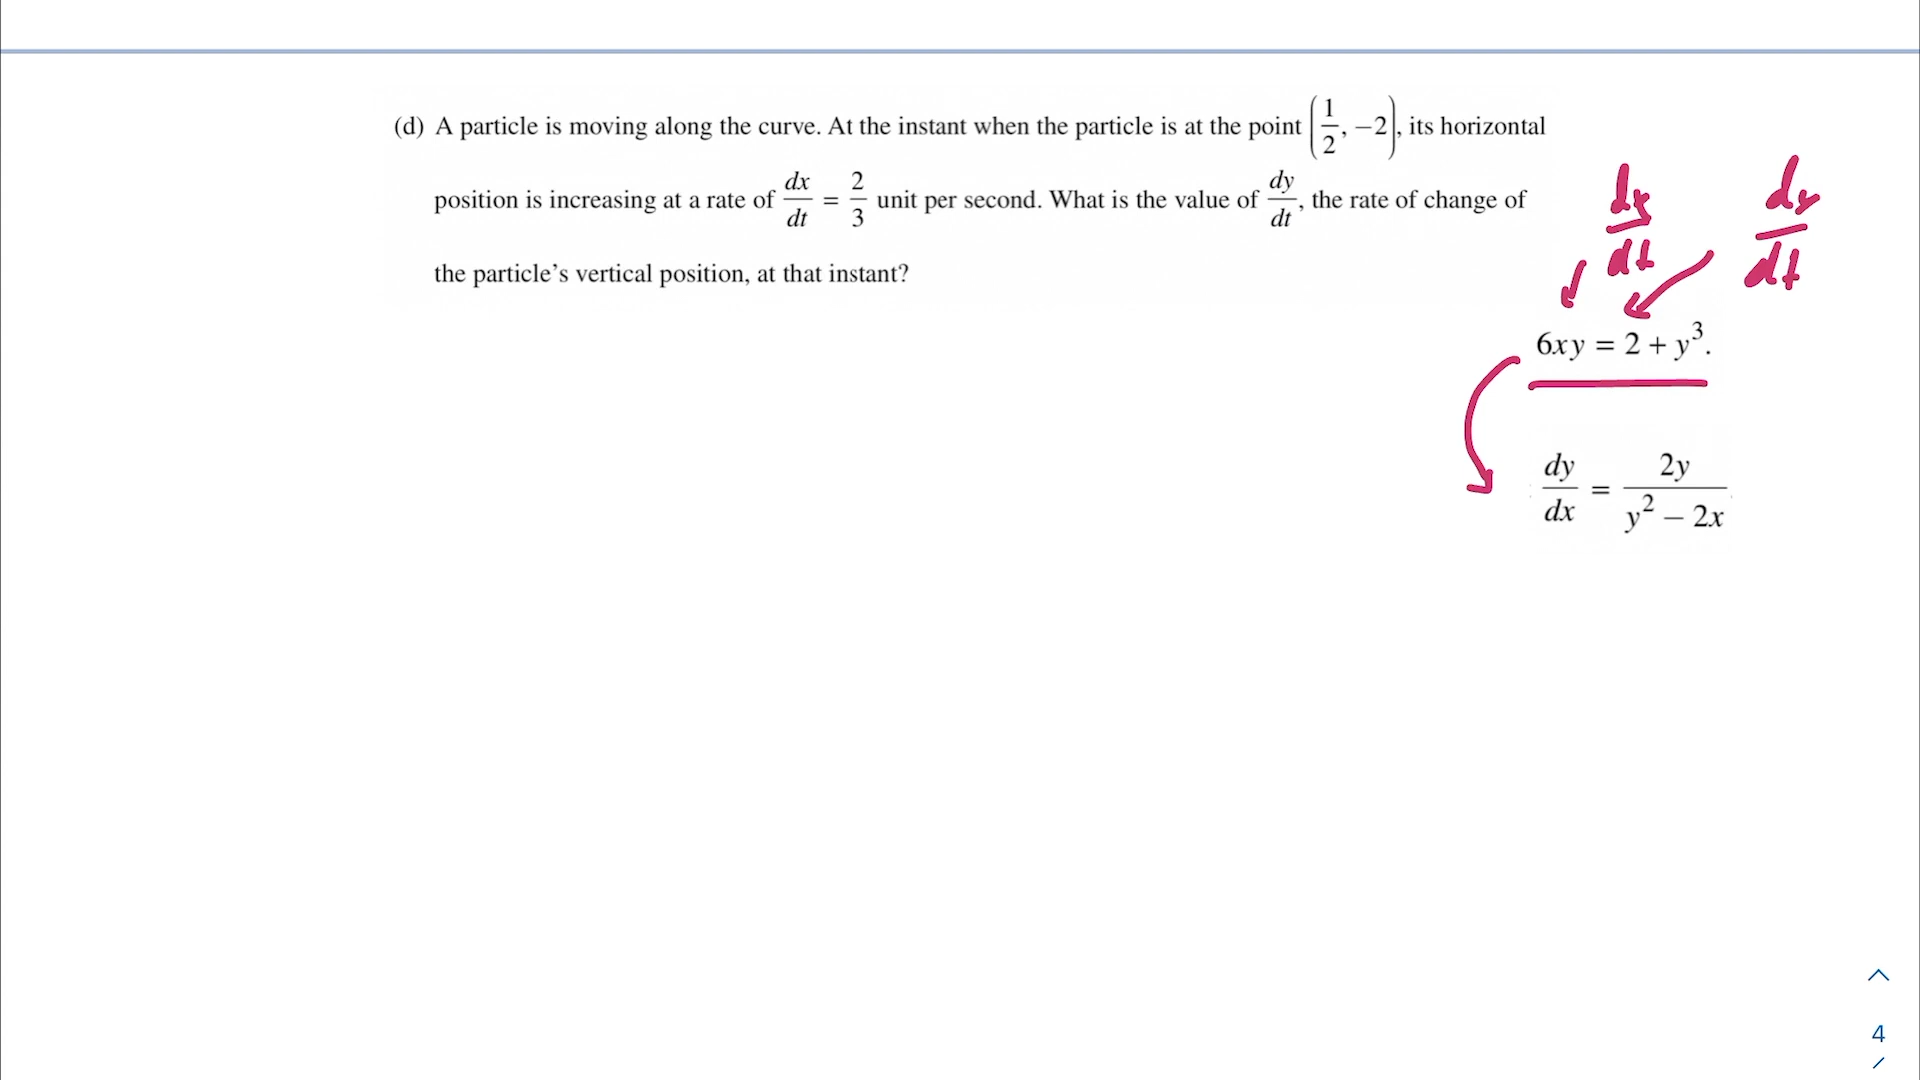 (d) A particle is moving along the curve. At the instant when the particle is at the point (1/2, −2), its horizontal
position is increasing at a rate of dx/dt = 2/3 unit per second. What is the value of dy/dt, the rate of change of
the particle’s vertical position, at that instant?
dx/dt dy/dt
6xy = 2 + y³.
dy/dx = 2y/(y² − 2x)
4